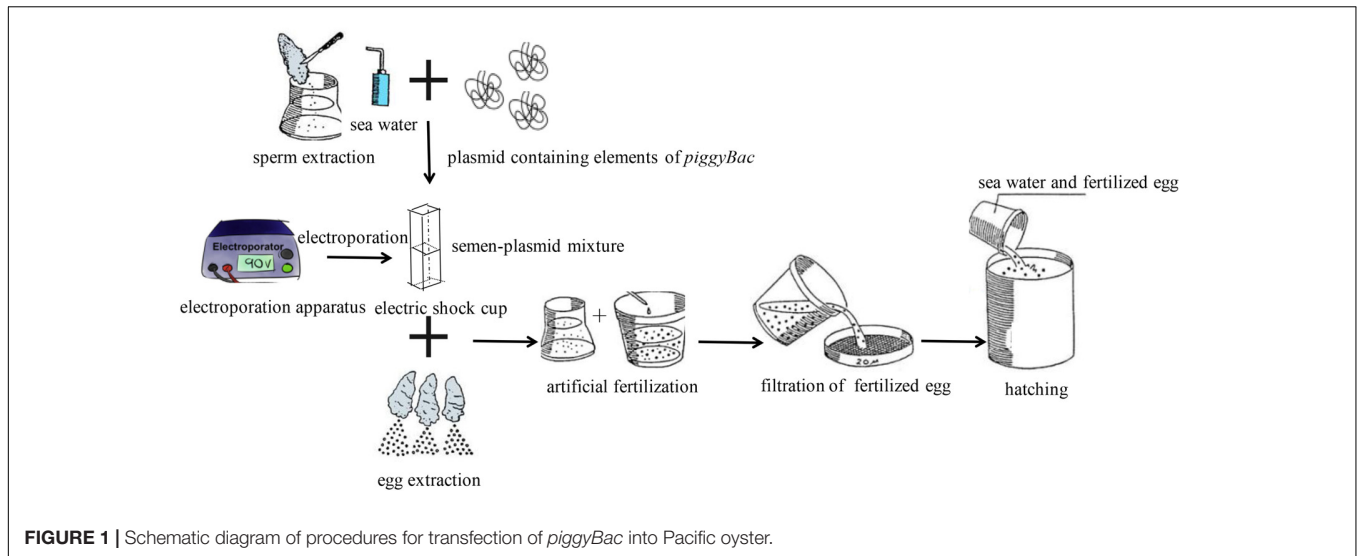 sea water
sperm extraction
plasmid containing elements of piggyBac
sea water and fertilized egg
electroporation
semen-plasmid mixture
Electroporator
90V
electroporation apparatus
electric shock cup
+
artificial fertilization
20 μ
filtration of fertilized egg
hatching
egg extraction
FIGURE 1 | Schematic diagram of procedures for transfection of piggyBac into Pacific oyster.